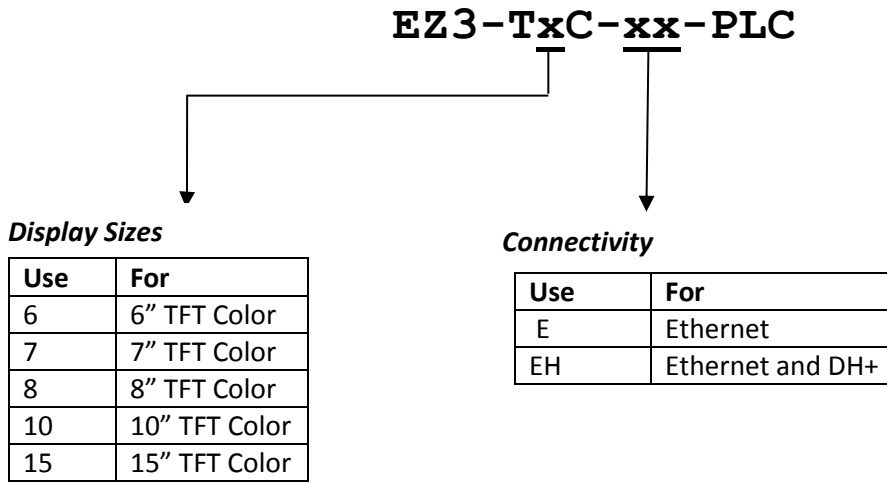 EZ3-TxC-xx-PLC
Display Sizes
Use For
6 6” TFT Color
7 7” TFT Color
8 8” TFT Color
10 10” TFT Color
15 15” TFT Color
Connectivity
Use For
E Ethernet
EH Ethernet and DH+